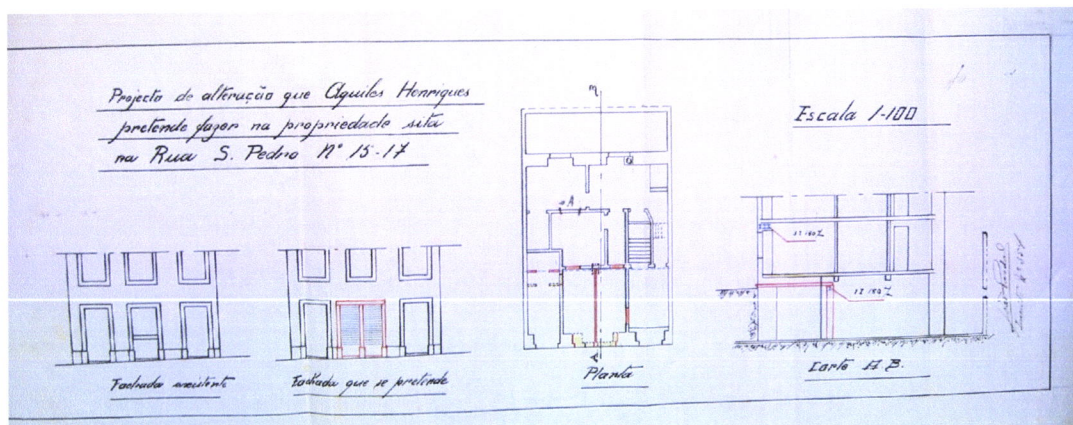 Projecto de alteração que Aquiles Henriques
pretende fazer na propriedade sita
na Rua S. Pedro Nº 15-17
Escala 1-100
M
A
Fachada existente
Fachada que se pretende
Planta
Corte A B.